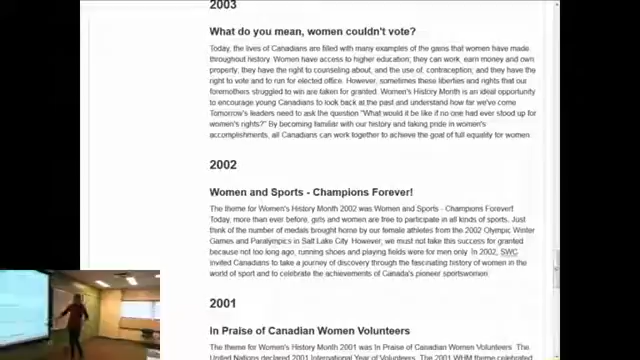 2003
What do you mean, women couldn't vote?
Today, the lives of Canadians are filled with many examples of the gains that women have made
throughout history. Women have access to higher education; they can work, earn money and own
property; they have the right to counseling about, and the use of, contraception; and they have the
right to vote and to run for elected office. However, sometimes these liberties and rights that our
foremothers struggled to win are taken for granted. Women's History Month is an ideal opportunity
to encourage young Canadians to look back at the past and understand how far we've come
Tomorrow's leaders need to ask the question "What would it be like if no one had ever stood up for
women's rights?" By becoming familiar with our history and taking pride in women's
accomplishments, all Canadians can work together to achieve the goal of full equality for women.
2002
Women and Sports - Champions Forever!
The theme for Women's History Month 2002 was Women and Sports - Champions Forever!
Today, more than ever before, girls and women are free to participate in all kinds of sports. Just
think of the number of medals brought home by our female athletes from the 2002 Olympic Winter
Games and Paralympics in Salt Lake City. However, we must not take this success for granted
because not too long ago, running shoes and playing fields were for men only. In 2002, SWC
invited Canadians to take a journey of discovery through the fascinating history of women in the
world of sport and to celebrate the achievements of Canada's pioneer sportswomen.
2001
In Praise of Canadian Women Volunteers
The theme for Women's History Month 2001 was In Praise of Canadian Women Volunteers. The
United Nations declared 2001 International Year of Volunteers. The 2001 WHM theme celebrated